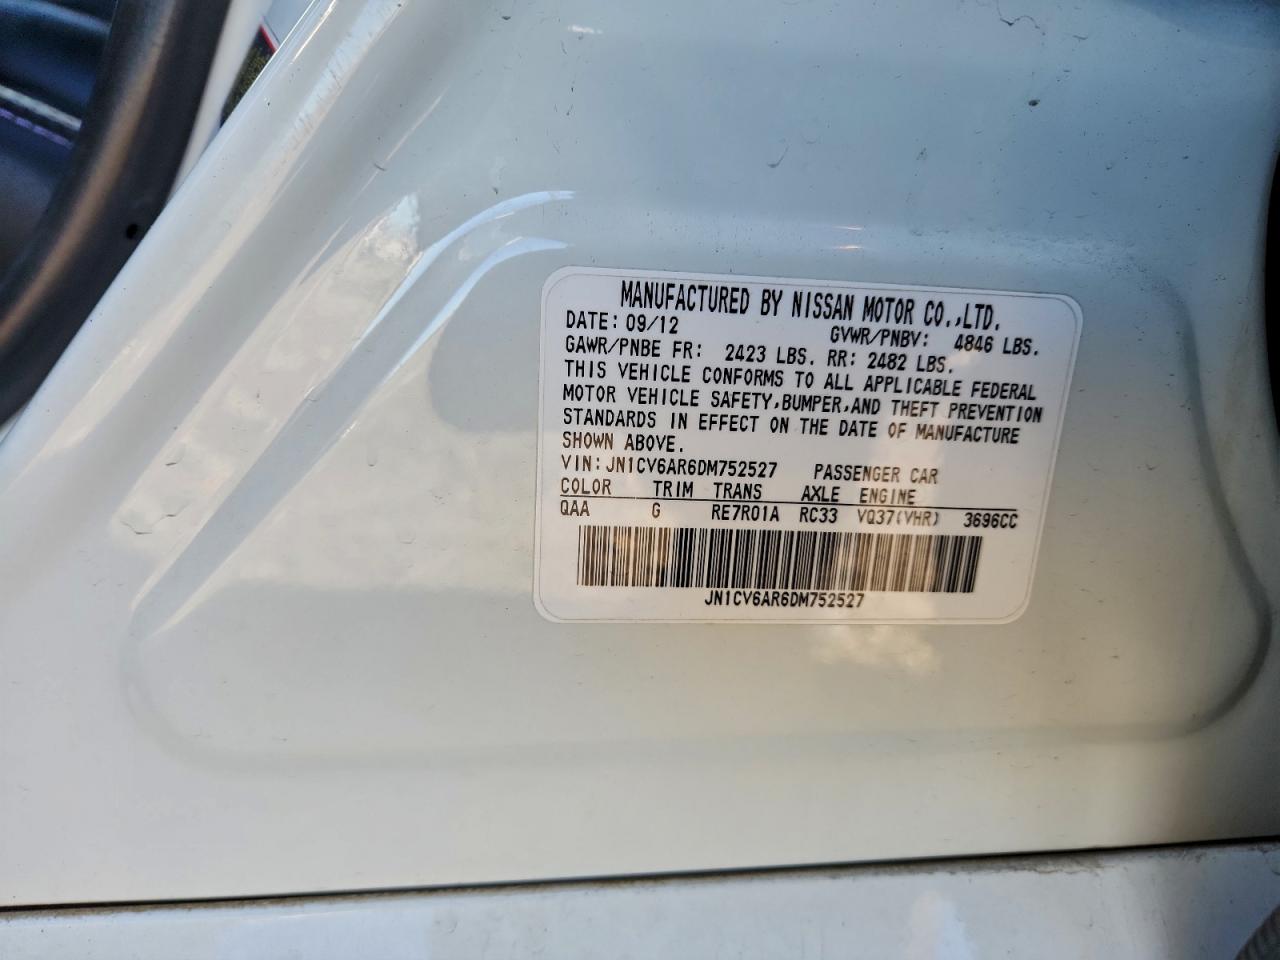 MANUFACTURED BY NISSAN MOTOR CO.,LTD.
DATE: 09/12 GVWR/PNBV: 4846 LBS.
GAWR/PNBE FR: 2423 LBS. RR: 2482 LBS.
THIS VEHICLE CONFORMS TO ALL APPLICABLE FEDERAL
MOTOR VEHICLE SAFETY,BUMPER,AND THEFT PREVENTION
STANDARDS IN EFFECT ON THE DATE OF MANUFACTURE
SHOWN ABOVE.
VIN:JN1CV6AR6DM752527 PASSENGER CAR
COLOR TRIM TRANS AXLE ENGINE
QAA G RE7R01A RC33 VQ37(VHR) 3696CC
JN1CV6AR6DM752527